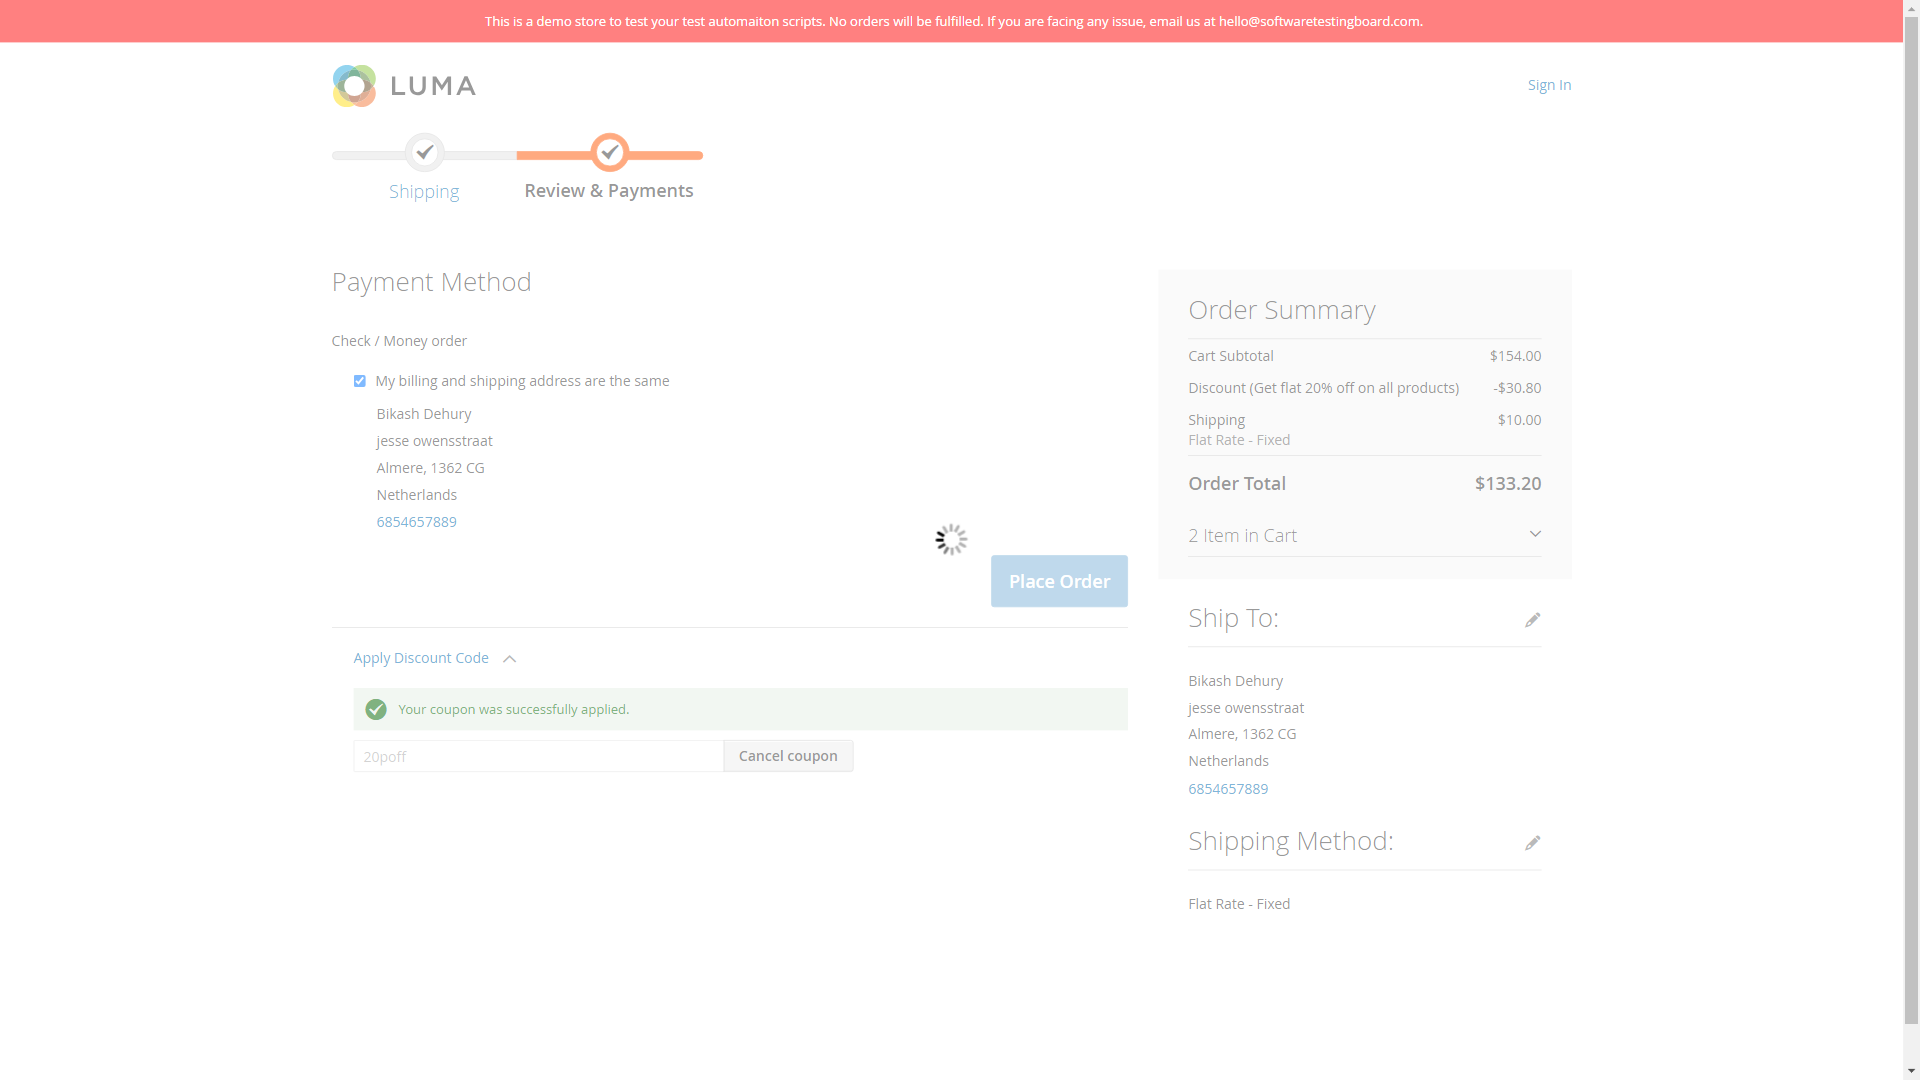 This is a demo store to test your test automaiton scripts. No orders will be fulfilled. If you are facing any issue, email us at hello@softwaretestingboard.com.
LUMA
Sign In
Shipping
Review & Payments
Payment Method
Check / Money order
My billing and shipping address are the same
Bikash Dehury
jesse owensstraat
Almere, 1362 CG
Netherlands
6854657889
Place Order
Apply Discount Code
Your coupon was successfully applied.
20poff
Cancel coupon
Order Summary
Cart Subtotal $154.00
Discount (Get flat 20% off on all products) -$30.80
Shipping $10.00
Flat Rate - Fixed
Order Total $133.20
2 Item in Cart
Ship To:
Bikash Dehury
jesse owensstraat
Almere, 1362 CG
Netherlands
6854657889
Shipping Method:
Flat Rate - Fixed